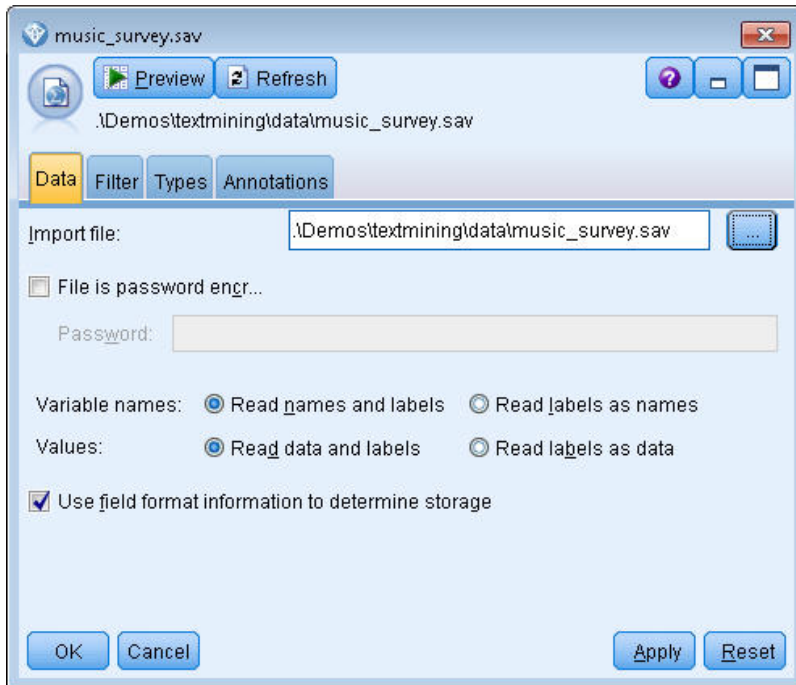 music_survey.sav
Preview Refresh ?
.\Demos\textmining\data\music_survey.sav
Data Filter Types Annotations
Import file: .\Demos\textmining\data\music_survey.sav ...
File is password encr...
Password:
Variable names: Read names and labels Read labels as names
Values: Read data and labels Read labels as data
Use field format information to determine storage
OK Cancel Apply Reset